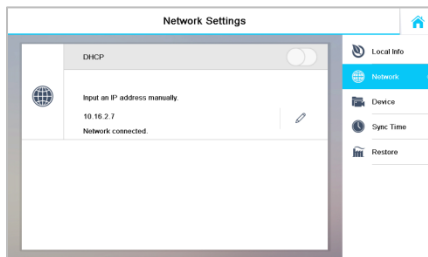 Network Settings
DHCP
Input an IP address manually.
10.16.2.7
Network connected.
Local Info
Network
Device
Sync Time
Restore